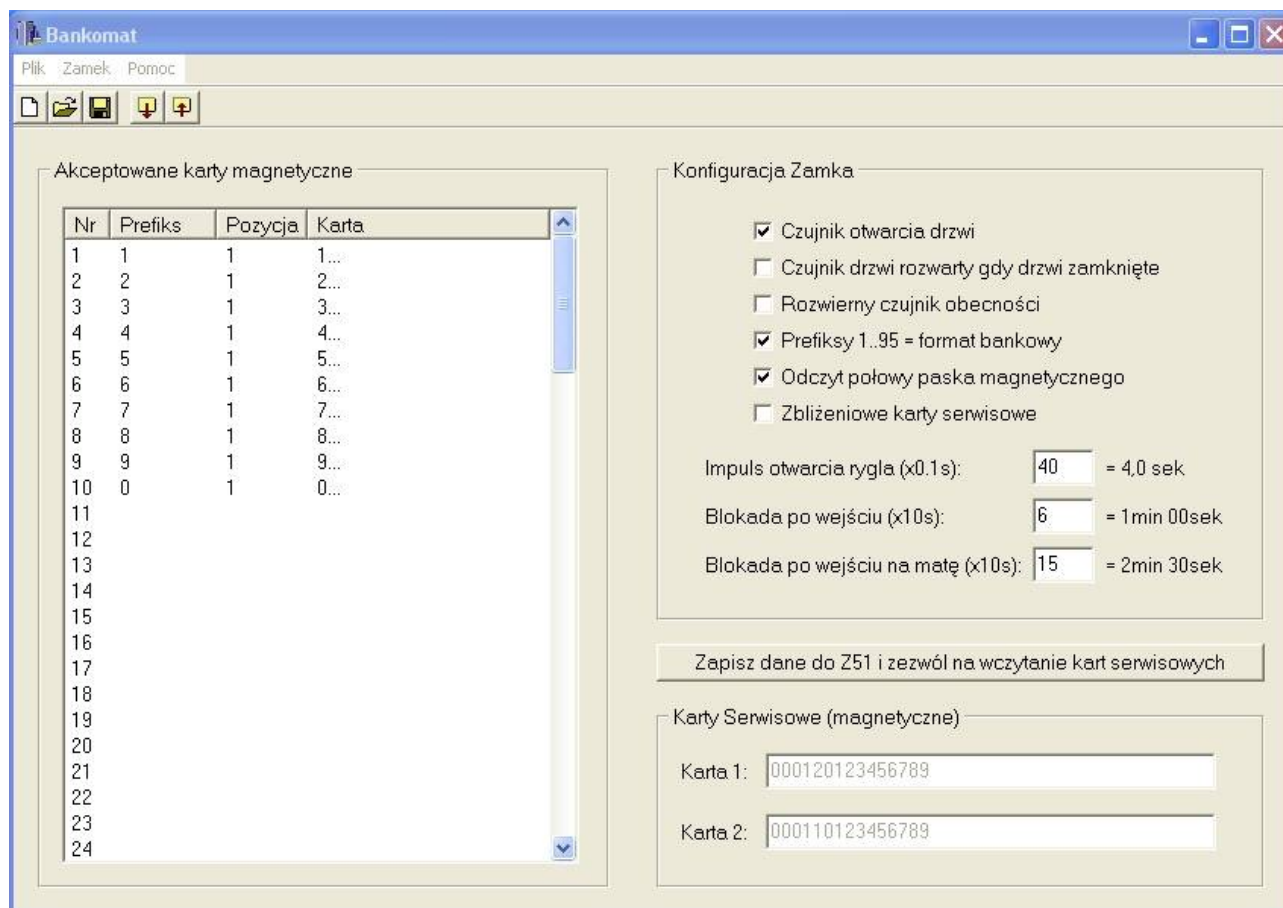 Bankomat
Plik Zamek Pomoc
Akceptowane karty magnetyczne
Nr Prefiks Pozycja Karta
1 1 1 1...
2 2 1 2...
3 3 1 3...
4 4 1 4...
5 5 1 5...
6 6 1 6...
7 7 1 7...
8 8 1 8...
9 9 1 9...
10 0 1 0...
11
12
13
14
15
16
17
18
19
20
21
22
23
24
Konfiguracja Zamka
Czujnik otwarcia drzwi
Czujnik drzwi rozwarty gdy drzwi zamknięte
Rozwierny czujnik obecności
Prefiksy 1..95 = format bankowy
Odczyt połowy paska magnetycznego
Zbliżeniowe karty serwisowe
Impuls otwarcia rygla (x0.1s): 40 = 4,0 sek
Blokada po wejściu (x10s): 6 = 1min 00sek
Blokada po wejściu na matę (x10s): 15 = 2min 30sek
Zapisz dane do Z51 i zezwól na wczytanie kart serwisowych
Karty Serwisowe (magnetyczne)
Karta 1: 000120123456789
Karta 2: 000110123456789